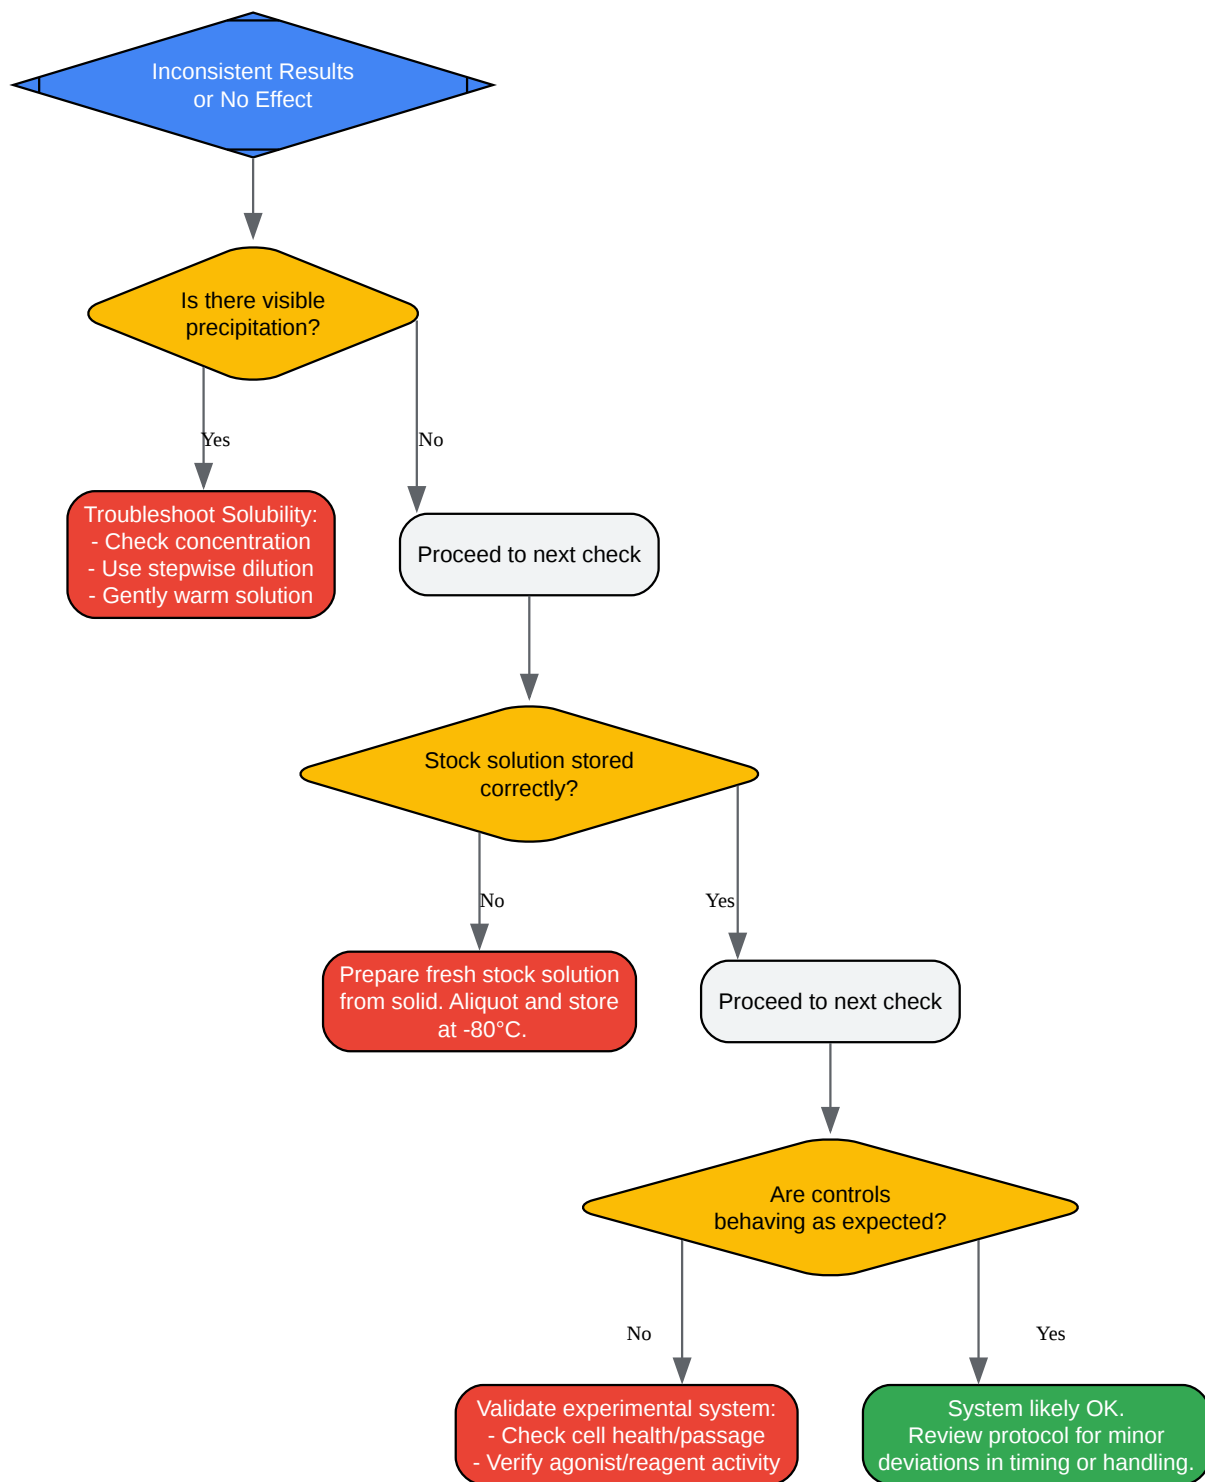 Inconsistent Results
or No Effect
Is there visible
precipitation?
Yes
No
Troubleshoot Solubility:
- Check concentration
- Use stepwise dilution
- Gently warm solution
Proceed to next check
Stock solution stored
correctly?
No
Yes
Prepare fresh stock solution
from solid. Aliquot and store
at -80°C.
Proceed to next check
Are controls
behaving as expected?
No
Yes
Validate experimental system:
- Check cell health/passage
- Verify agonist/reagent activity
System likely OK.
Review protocol for minor
deviations in timing or handling.